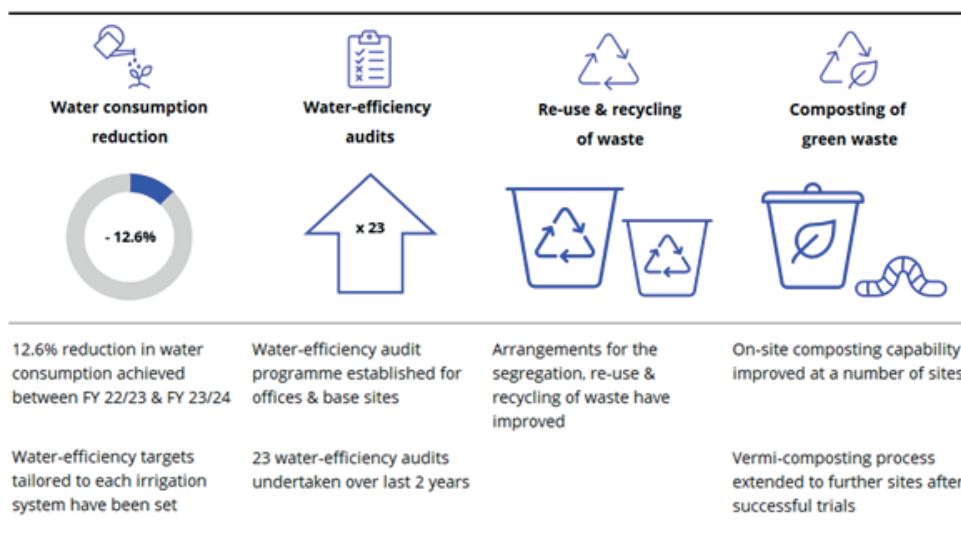 Water consumption
reduction
Water-efficiency
audits
Re-use & recycling
of waste
Composting of
green waste
- 12.6%
x 23
12.6% reduction in water
consumption achieved
between FY 22/23 & FY 23/24
Water-efficiency targets
tailored to each irrigation
system have been set
Water-efficiency audit
programme established for
offices & base sites
23 water-efficiency audits
undertaken over last 2 years
Arrangements for the
segregation, re-use &
recycling of waste have
improved
On-site composting capability
improved at a number of sites
Vermi-composting process
extended to further sites after
successful trials